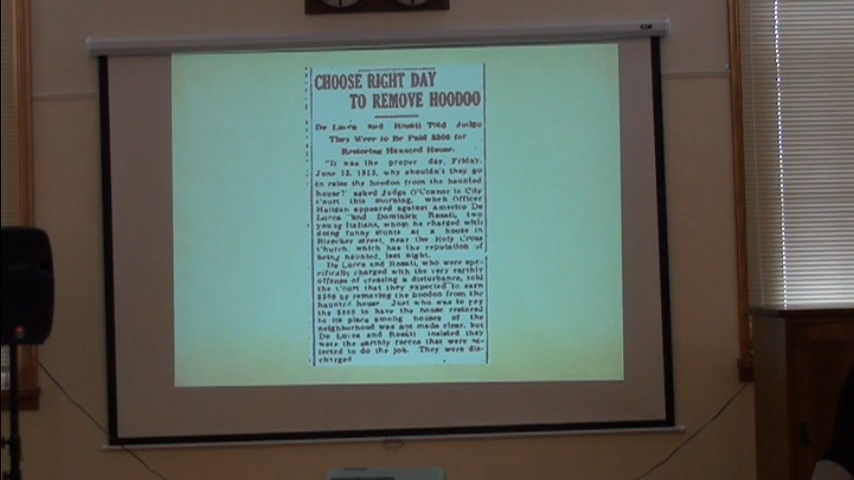 CHOOSE RIGHT DAY
TO REMOVE HOODOO
De Lucca and Rosati Told Judge
They Were to Be Paid $500 for
Restoring Haunted House.
"It was the proper day, Friday,
June 13, 1913, why shouldn't they go
to raise the hoodoo from the haunted
house?" asked Judge O'Connor in City
Court this morning, when Officer
Halligan appeared against Americo De
Lucca and Dominick Rosati, two
young Italians, whom he charged with
doing funny stunts at a house in
Bleecker street, near the Holy Cross
Church, which has the reputation of
being haunted, last night.
De Lucca and Rosati, who were spe-
cifically charged with the very earthly
offense of creating a disturbance, told
the Court that they expected to earn
$500 by removing the hoodoo from the
haunted house. Just who was to pay
the $500 to have the house restored
to its place among houses of the
neighborhood was not made clear, but
De Lucca and Rosati insisted they
were the earthly forces that were se-
lected to do the job. They were dis-
charged